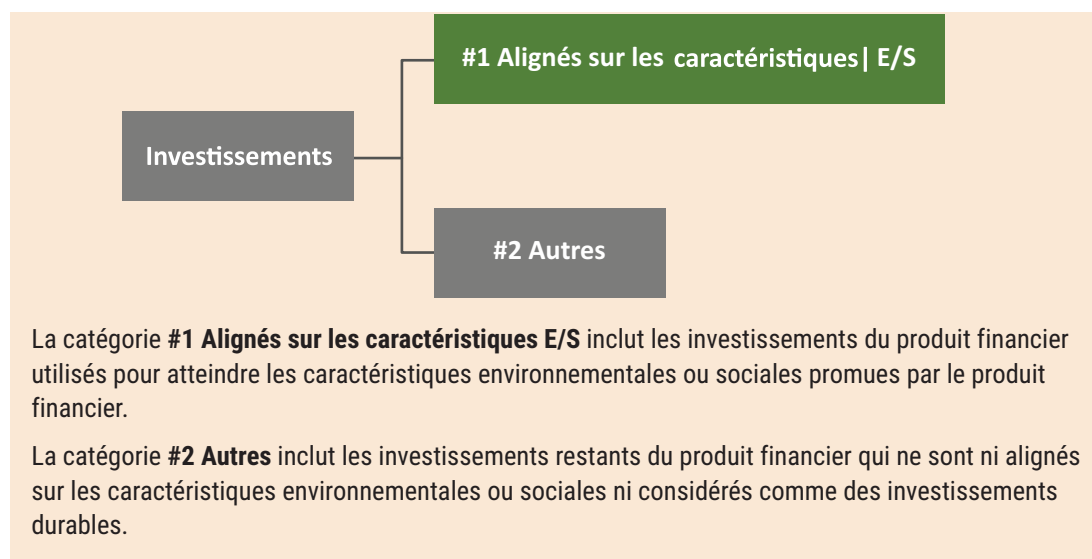 #1 Alignés sur les caractéristiques| E/S
Investissements
#2 Autres
La catégorie #1 Alignés sur les caractéristiques E/S inclut les investissements du produit financier
utilisés pour atteindre les caractéristiques environnementales ou sociales promues par le produit
financier.
La catégorie #2 Autres inclut les investissements restants du produit financier qui ne sont ni alignés
sur les caractéristiques environnementales ou sociales ni considérés comme des investissements
durables.